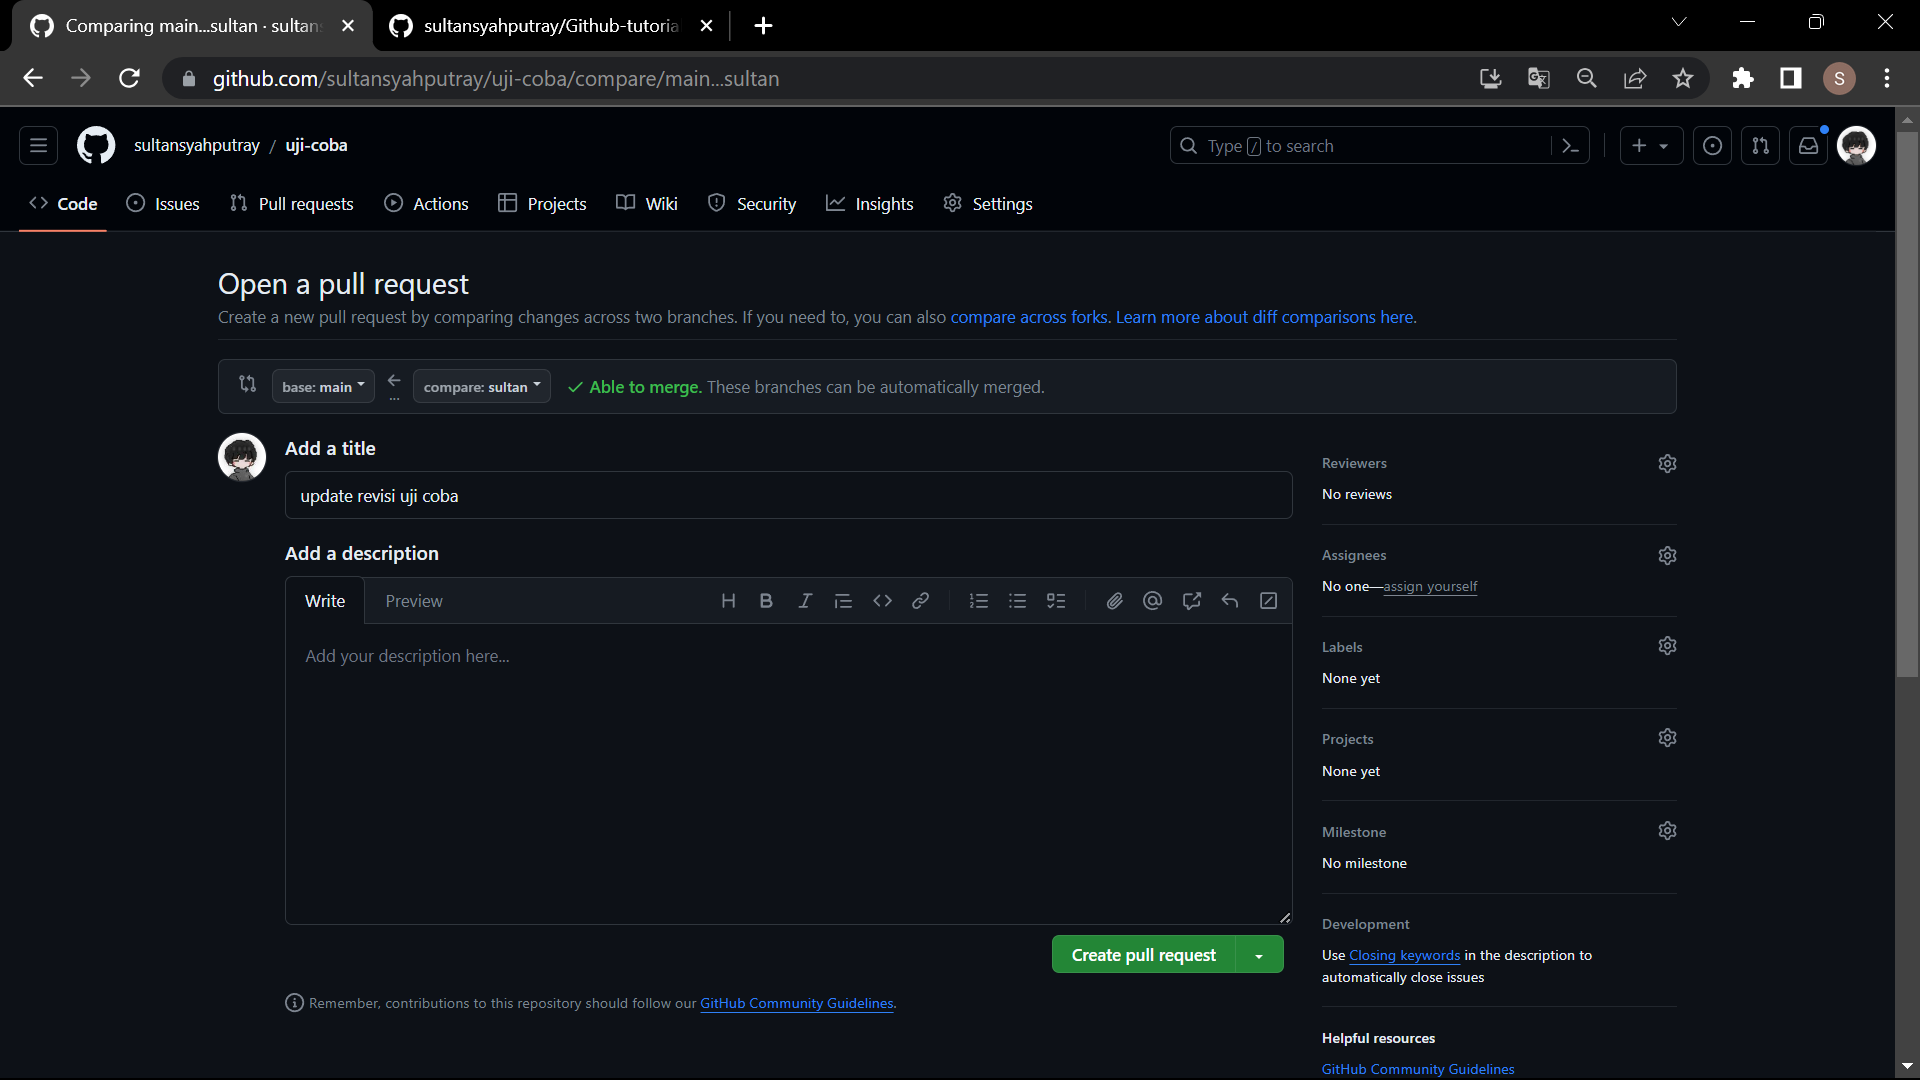 Comparing main...sultan · sultan
sultansyahputray/Github-tutoria
github.com/sultansyahputray/uji-coba/compare/main...sultan
S
sultansyahputray / uji-coba
Type / to search
Code
Issues
Pull requests
Actions
Projects
Wiki
Security
Insights
Settings
Open a pull request
Create a new pull request by comparing changes across two branches. If you need to, you can also compare across forks. Learn more about diff comparisons here.
base: main
...
compare: sultan
Able to merge. These branches can be automatically merged.
Add a title
update revisi uji coba
Add a description
Write
Preview
Add your description here...
Create pull request
Remember, contributions to this repository should follow our GitHub Community Guidelines.
Reviewers
No reviews
Assignees
No one—assign yourself
Labels
None yet
Projects
None yet
Milestone
No milestone
Development
Use Closing keywords in the description to
automatically close issues
Helpful resources
GitHub Community Guidelines